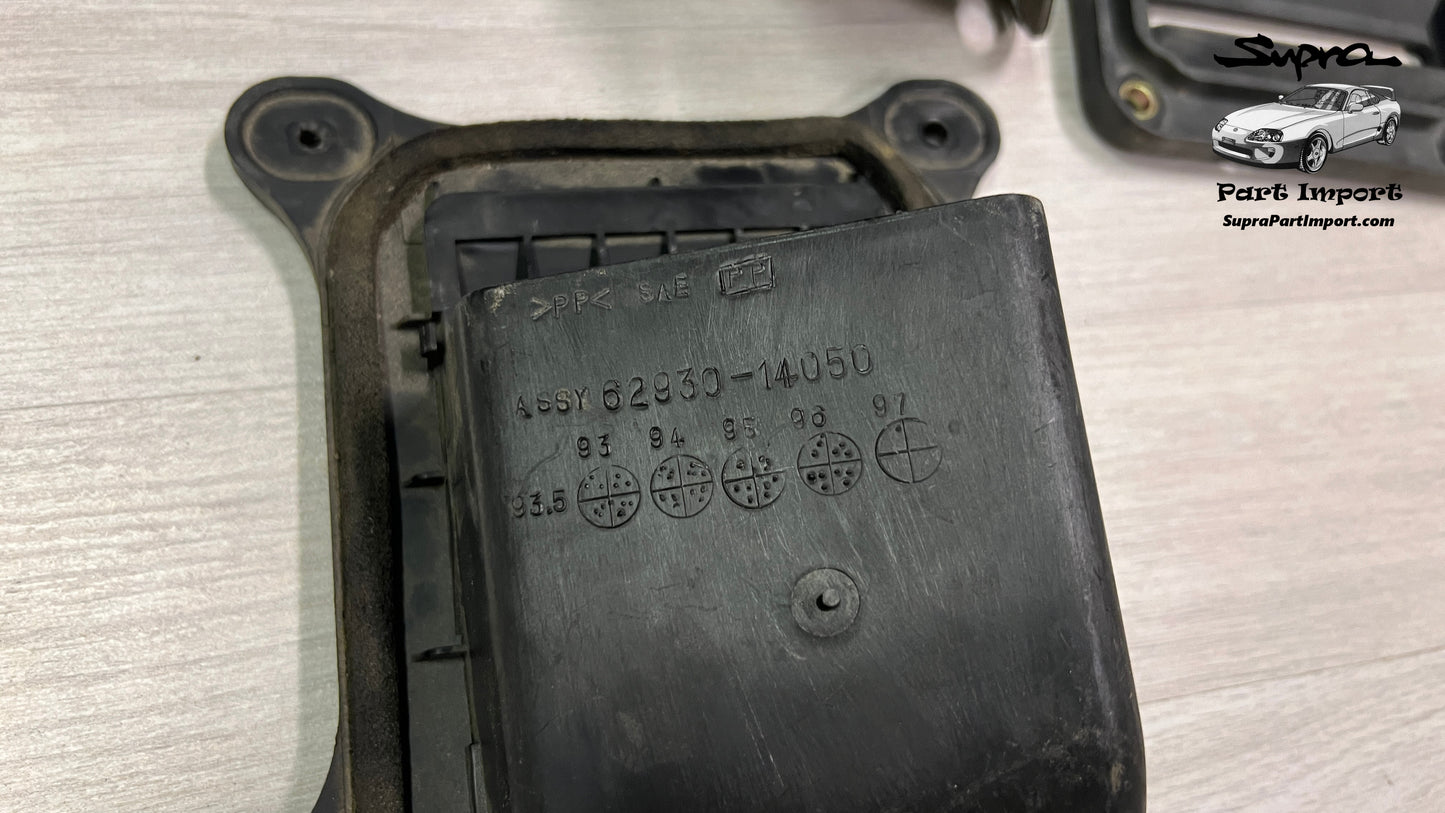 Supra
Part Import
SupraPartImport.com
>PP< SAE PP
ASSY 62930-14050
93 94 95 96 97
93.5